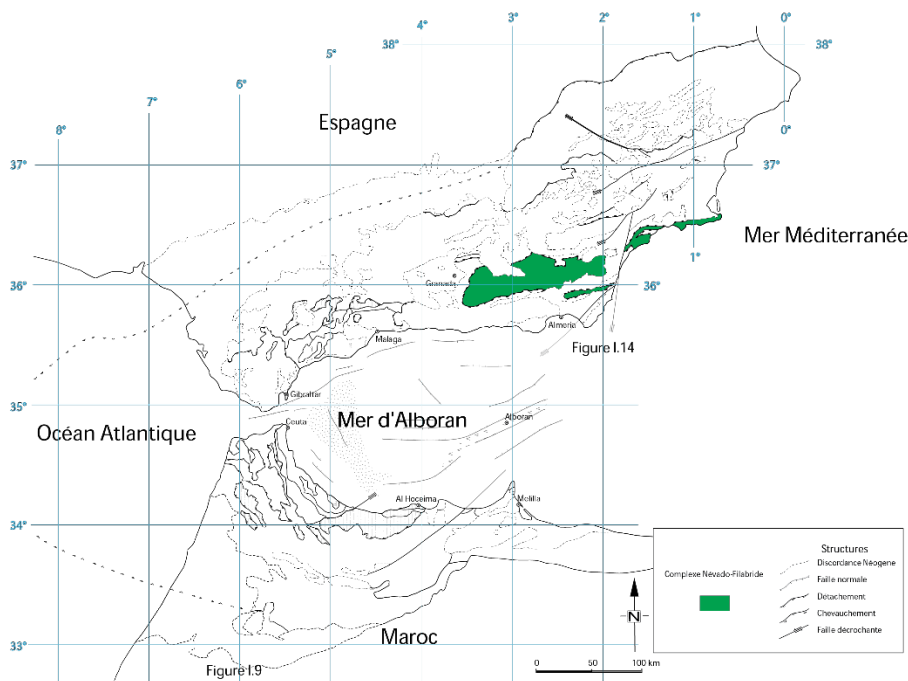 3° 2° 1° 0°
4° 38° 38°
5°
6°
7°
8° 0°
Espagne
37° 37°
Mer Méditerranée
1°
Granada
36° 36°
Almeria
Malaga
Figure I.14
Gibraltar
35°
Mer d'Alboran
Alboran
Océan Atlantique
Ceuta
Al Hoceima
Melilla
34°
Structures
Discordance Néogene
Complexe Névado-Filabride
Faille normale
Détachement
Chevauchement
Faille décrochante
N
Maroc
33°
Figure I.9
0 50 100 km